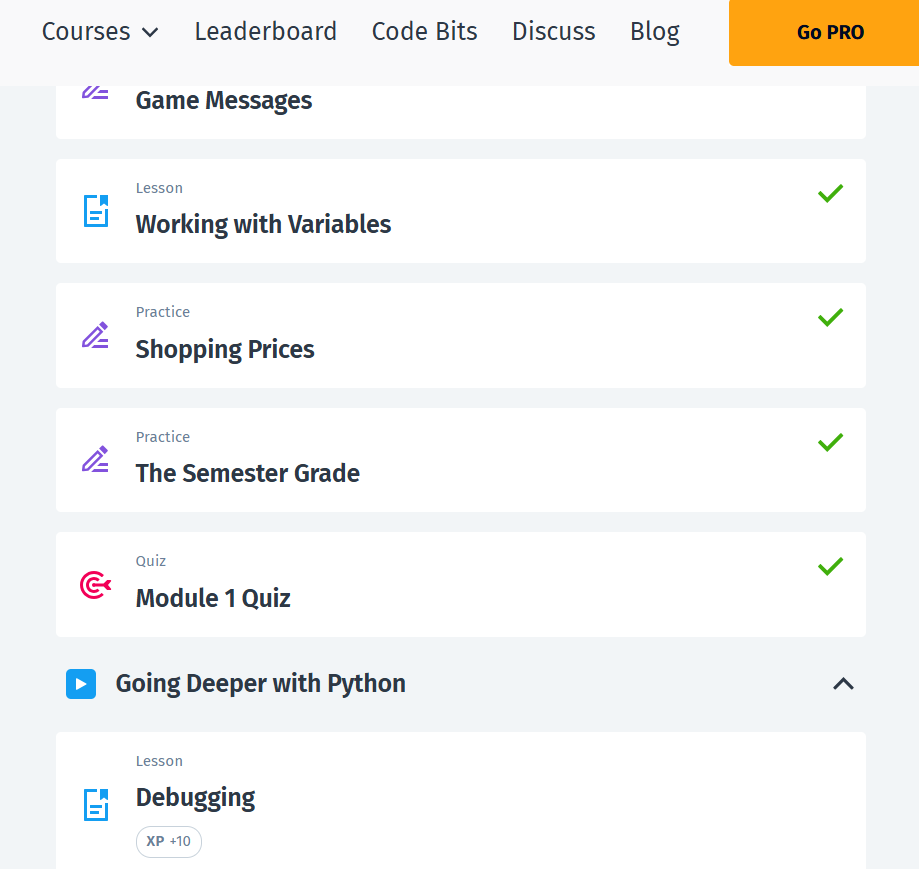 Courses Leaderboard Code Bits Discuss Blog Go PRO
Game Messages
Lesson
Working with Variables
Practice
Shopping Prices
Practice
The Semester Grade
Quiz
Module 1 Quiz
Going Deeper with Python
Lesson
Debugging
XP +10